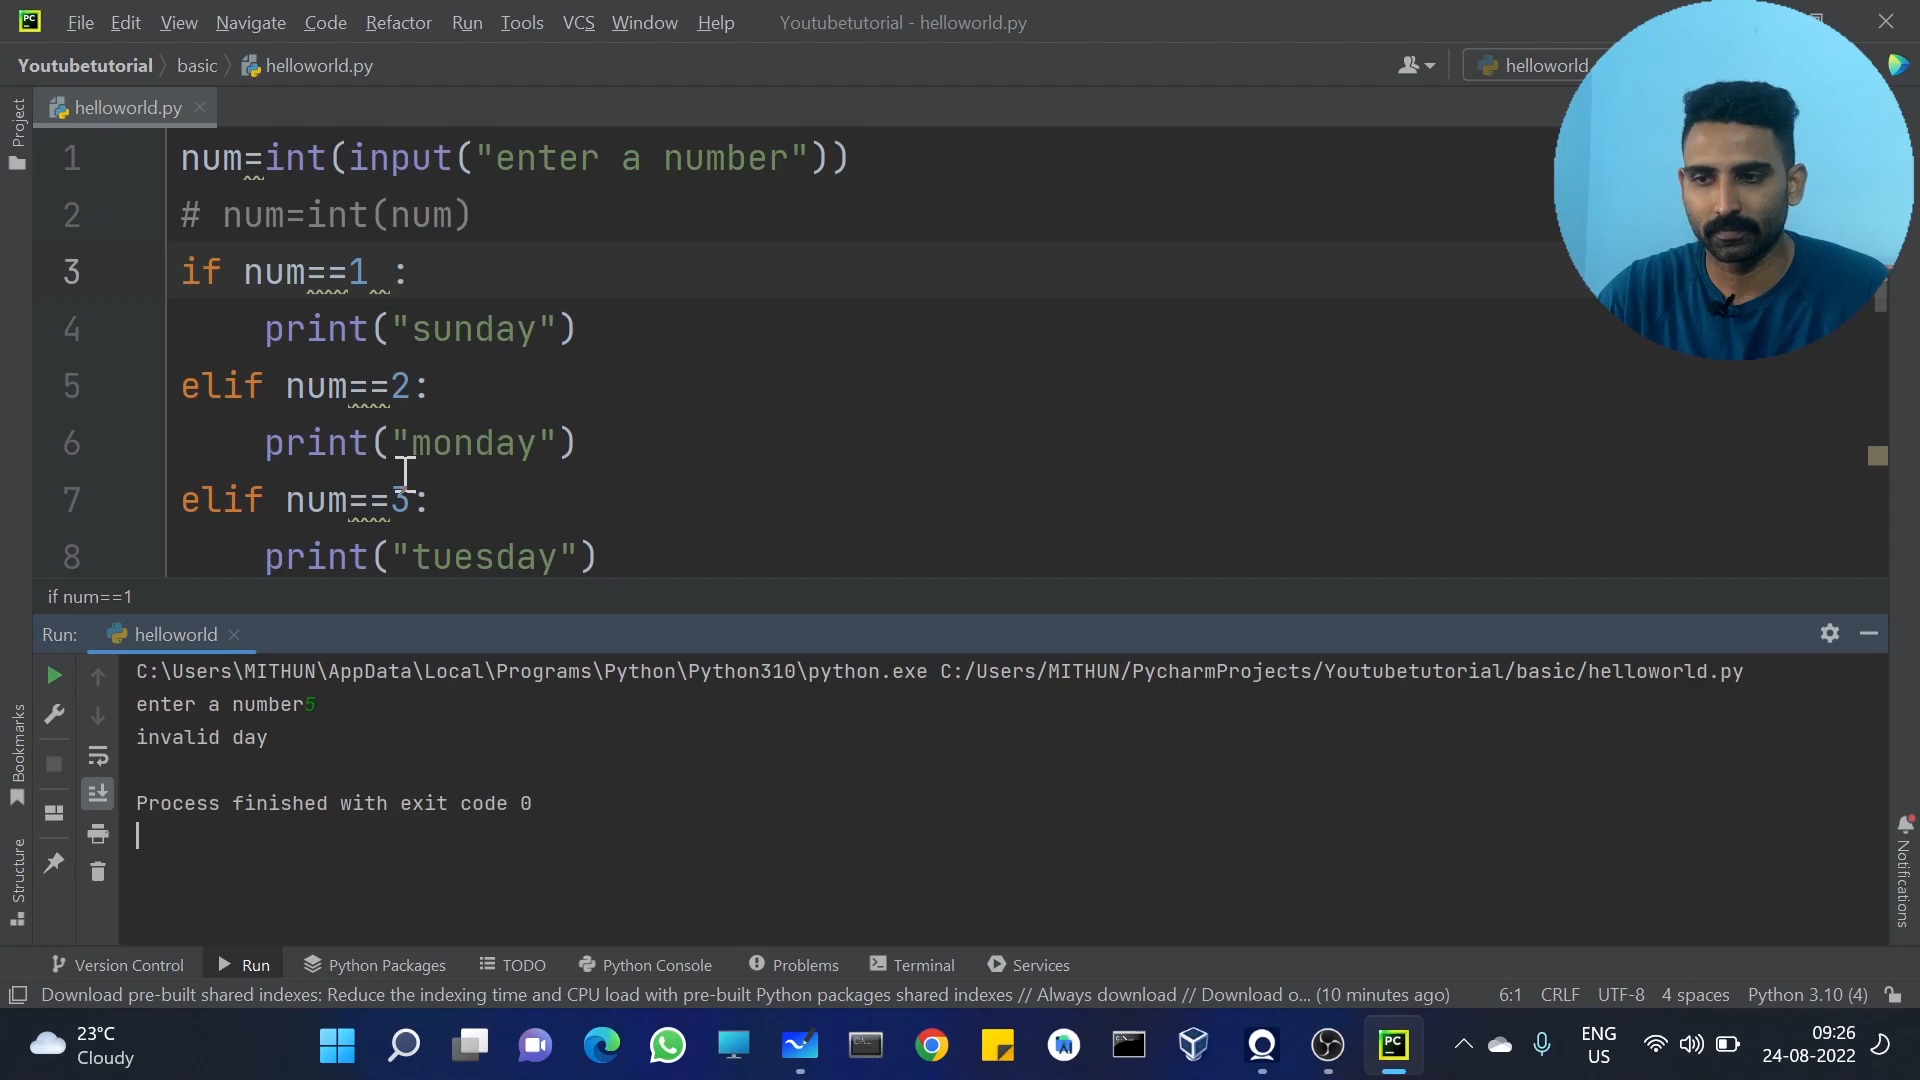 PC File Edit View Navigate Code Refactor Run Tools VCS Window Help Youtubetutorial - helloworld.py
Youtubetutorial basic helloworld.py helloworld
helloworld.py
Project
1 num=int(input("enter a number"))
2 # num=int(num)
3 if num==1 :
4 print("sunday")
5 elif num==2:
6 print("monday")
7 elif num==3:
8 print("tuesday")
if num==1
Run: helloworld
C:\Users\MITHUN\AppData\Local\Programs\Python\Python310\python.exe C:/Users/MITHUN/PycharmProjects/Youtubetutorial/basic/helloworld.py
enter a number5
invalid day
Process finished with exit code 0
Bookmarks
Structure
Notifications
Version Control Run Python Packages TODO Python Console Problems Terminal Services
Download pre-built shared indexes: Reduce the indexing time and CPU load with pre-built Python packages shared indexes // Always download // Download o... (10 minutes ago) 6:1 CRLF UTF-8 4 spaces Python 3.10 (4)
23°C
Cloudy
PC
ENG
US
09:26
24-08-2022